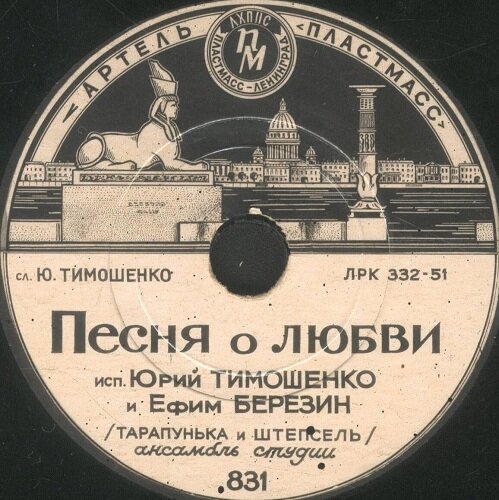 ЛХПІІС
ПМ
ПЛАСТМАСС-ЛЕНИНГРАД
АРТЕЛЬ
"ПЛАСТМАСС"
сл. Ю. ТИМОШЕНКО
ЛРК 332-51
ПЕСНЯ О ЛЮБВИ
исп. ЮРИЙ ТИМОШЕНКО
и ЕФИМ БЕРЕЗИН
/ТАРАПУНЬКА и ШТЕПСЕЛЬ/
ансамбль студии
831